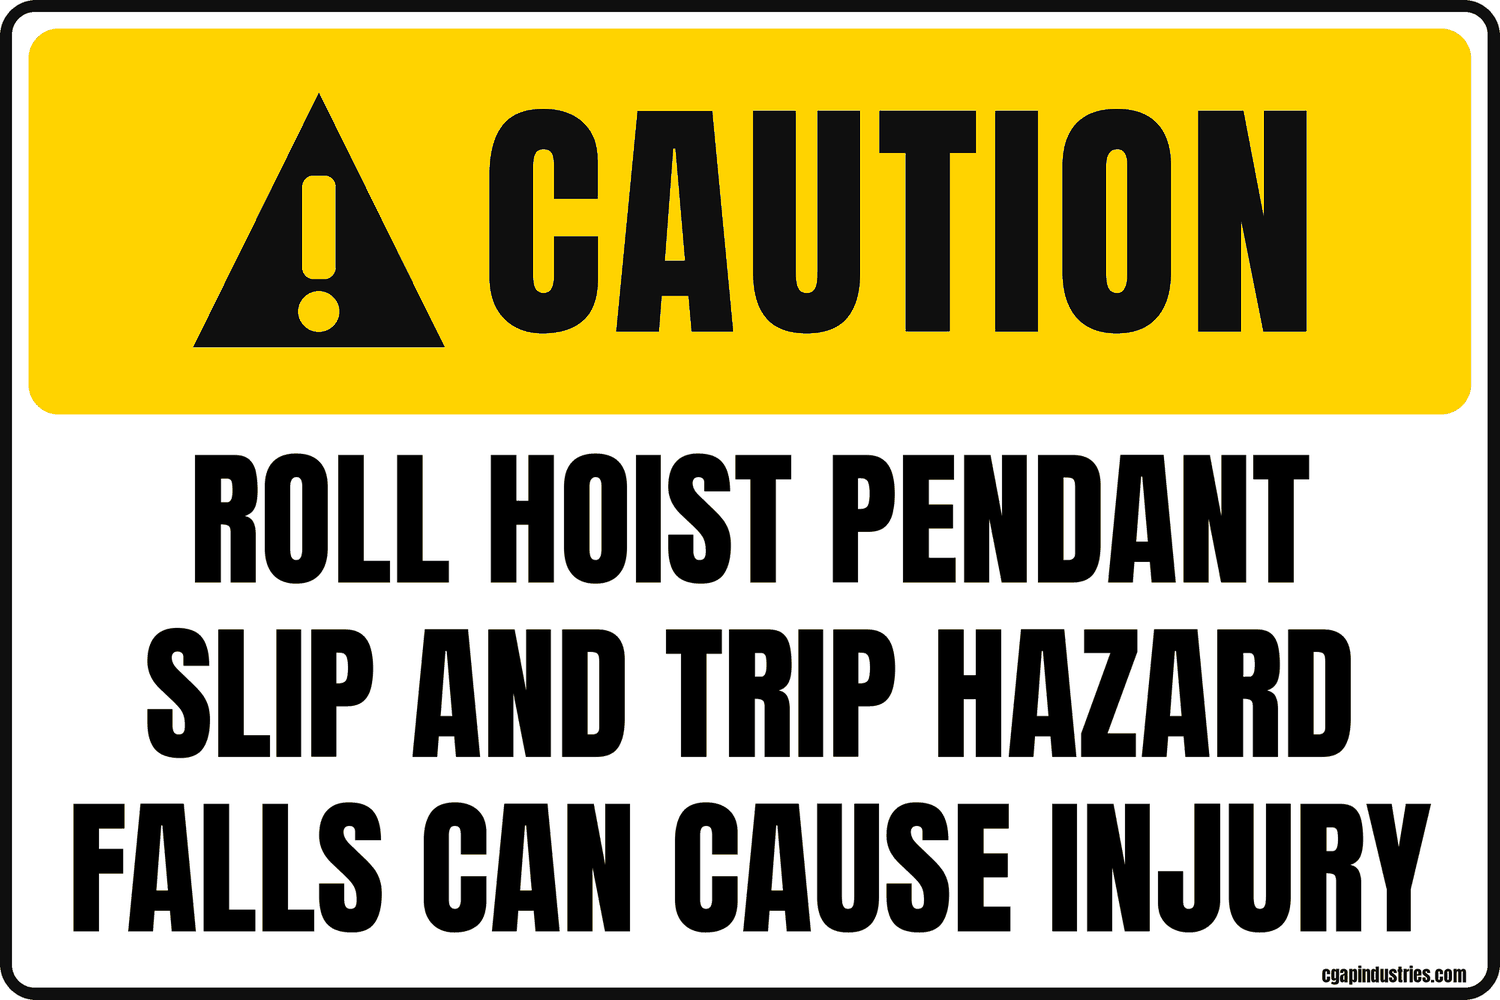 CAUTION
ROLL HOIST PENDANT
SLIP AND TRIP HAZARD
FALLS CAN CAUSE INJURY
cgapindustries.com